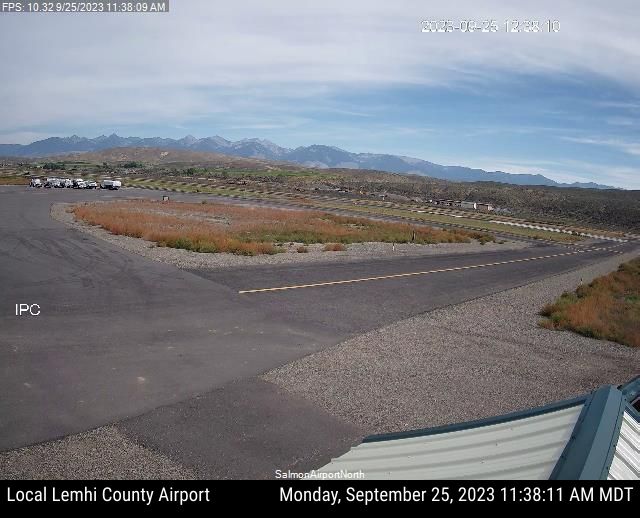 FPS: 10.32 9/25/2023 11:38:09 AM
2023-09-25 12:38:10
IPC
SalmonAirportNorth
Local Lemhi County Airport Monday, September 25, 2023 11:38:11 AM MDT